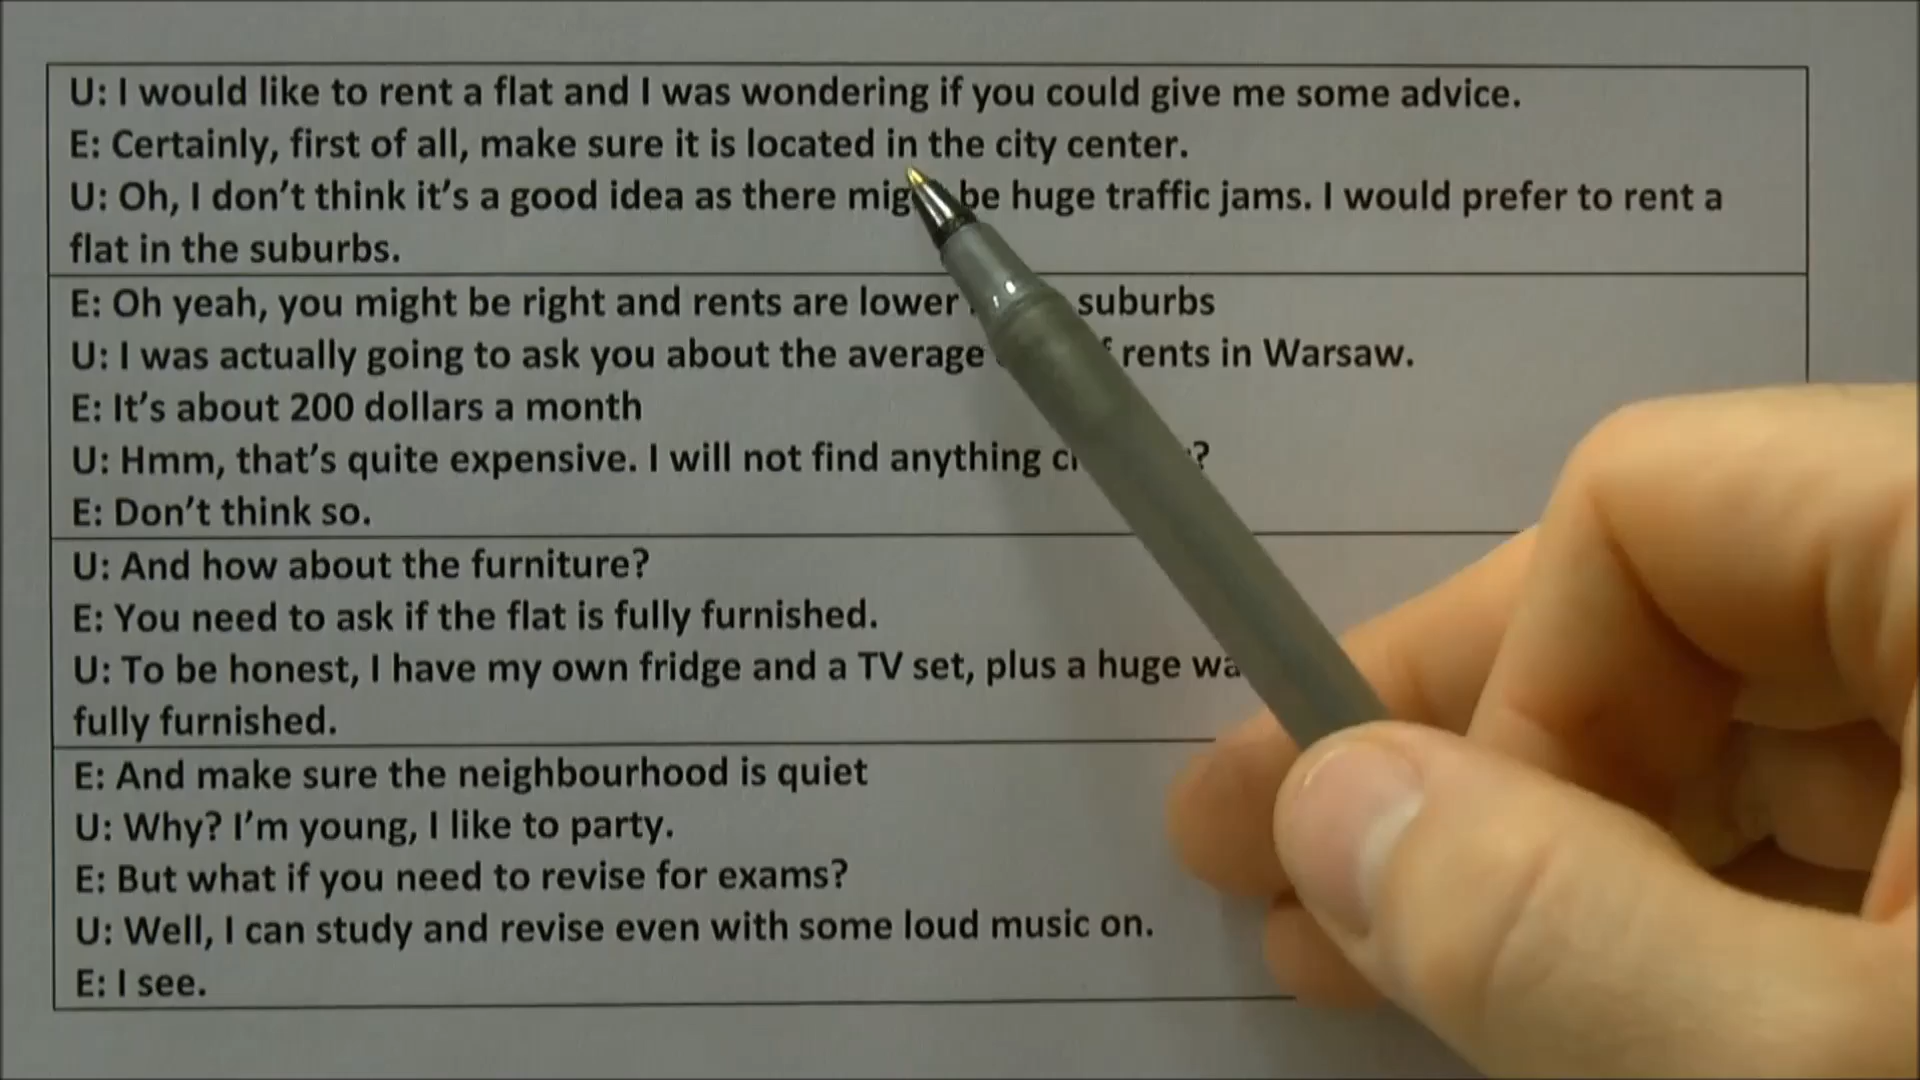 U: I would like to rent a flat and I was wondering if you could give me some advice.
E: Certainly, first of all, make sure it is located in the city center.
U: Oh, I don't think it's a good idea as there might be huge traffic jams. I would prefer to rent a
flat in the suburbs.
E: Oh yeah, you might be right and rents are lower suburbs
U: I was actually going to ask you about the average rents in Warsaw.
E: It's about 200 dollars a month
U: Hmm, that's quite expensive. I will not find anything ?
E: Don't think so.
U: And how about the furniture?
E: You need to ask if the flat is fully furnished.
U: To be honest, I have my own fridge and a TV set, plus a huge
fully furnished.
E: And make sure the neighbourhood is quiet
U: Why? I'm young, I like to party.
E: But what if you need to revise for exams?
U: Well, I can study and revise even with some loud music on.
E: I see.